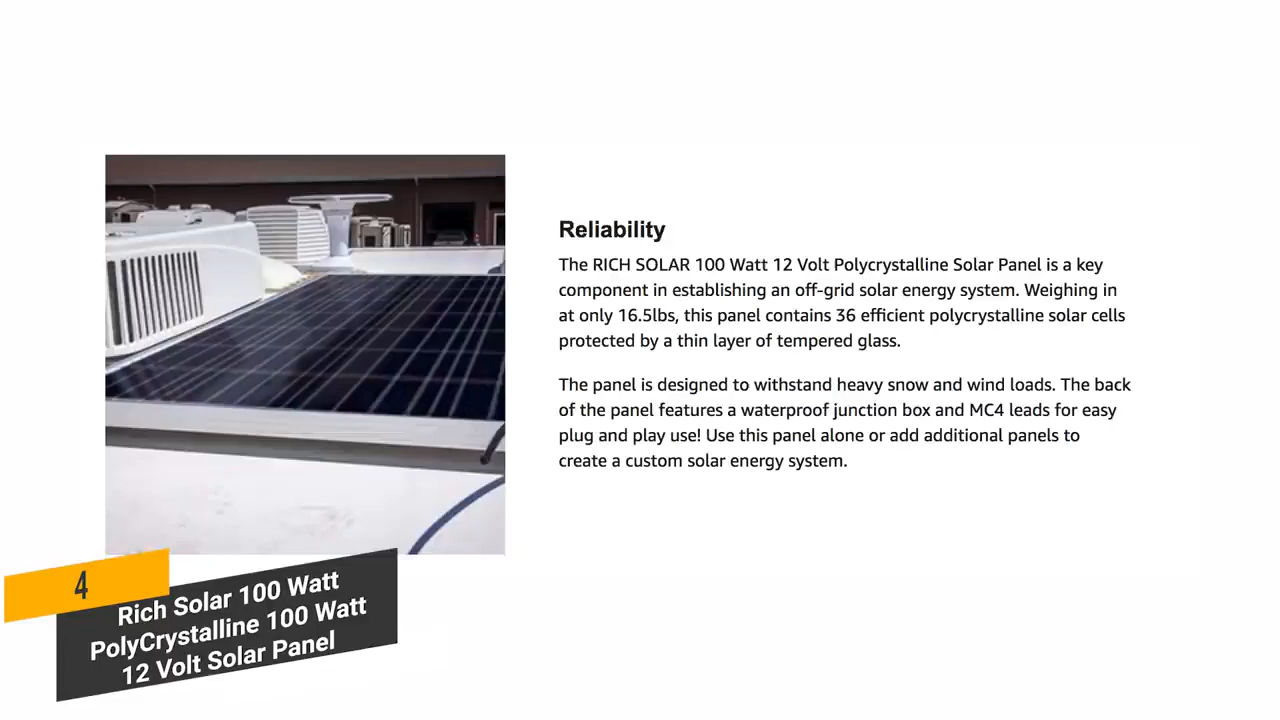 Reliability
The RICH SOLAR 100 Watt 12 Volt Polycrystalline Solar Panel is a key
component in establishing an off-grid solar energy system. Weighing in
at only 16.5lbs, this panel contains 36 efficient polycrystalline solar cells
protected by a thin layer of tempered glass.
The panel is designed to withstand heavy snow and wind loads. The back
of the panel features a waterproof junction box and MC4 leads for easy
plug and play use! Use this panel alone or add additional panels to
create a custom solar energy system.
4
Rich Solar 100 Watt
PolyCrystalline 100 Watt
12 Volt Solar Panel